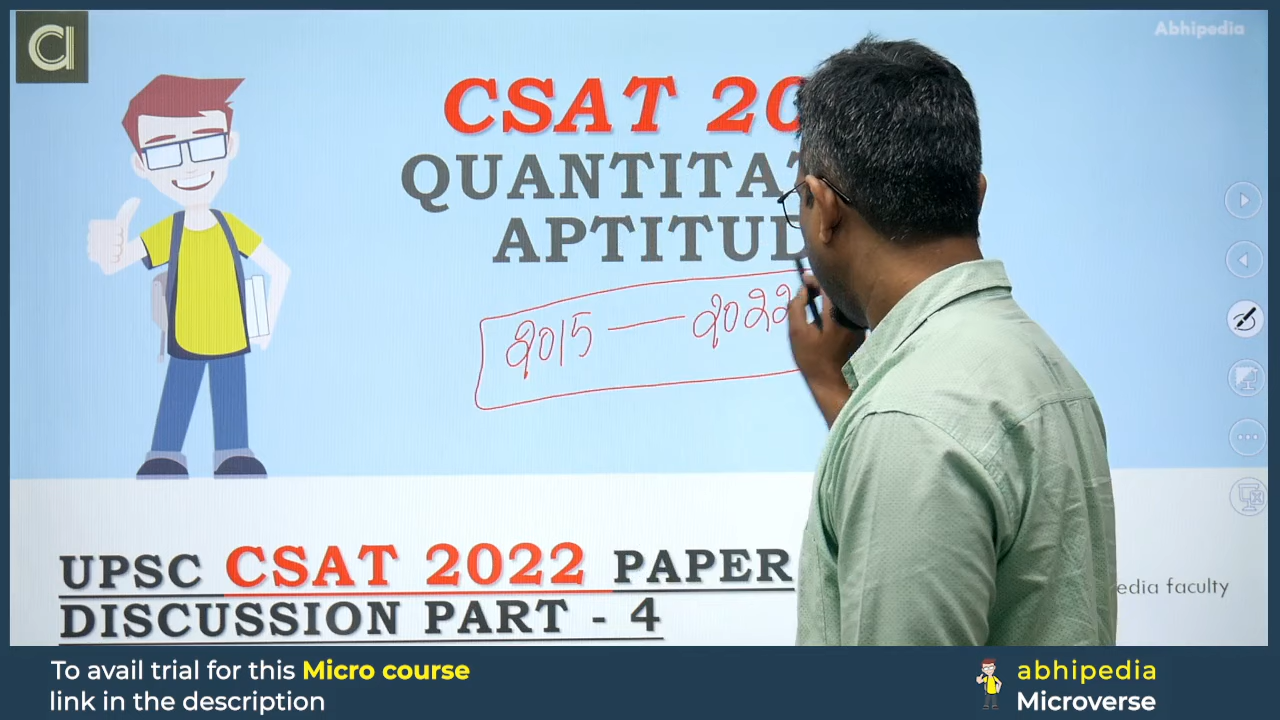 Abhipedia
CSAT 20
QUANTITAT
APTITUD
2015 — 2022
UPSC CSAT 2022 PAPER
DISCUSSION PART - 4
edia faculty
To avail trial for this Micro course
link in the description
abhipedia
Microverse